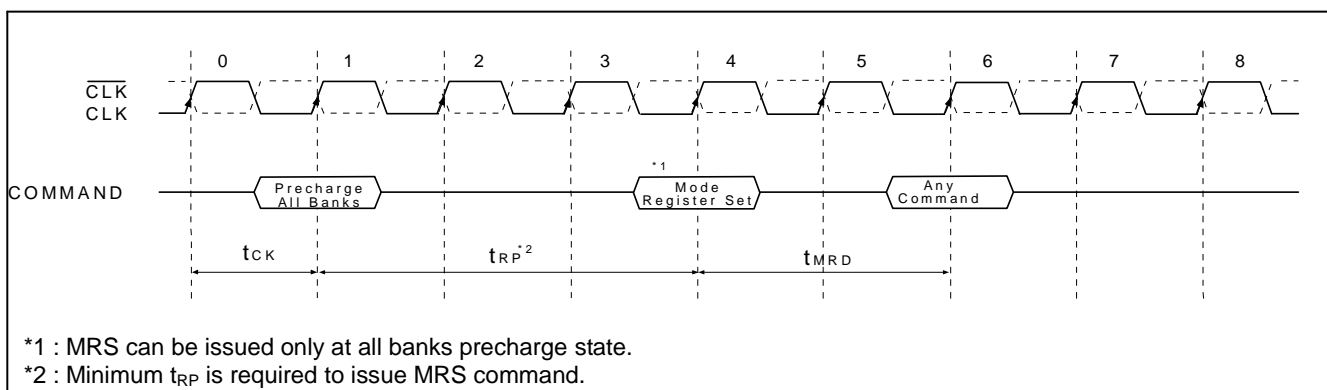 0 1 2 3 4 5 6 7 8
CLK
CLK
*1
COMMAND
Precharge
All Banks
Mode
Register Set
Any
Command
tCK
tRP*2
tMRD
*1 : MRS can be issued only at all banks precharge state.
*2 : Minimum tRP is required to issue MRS command.